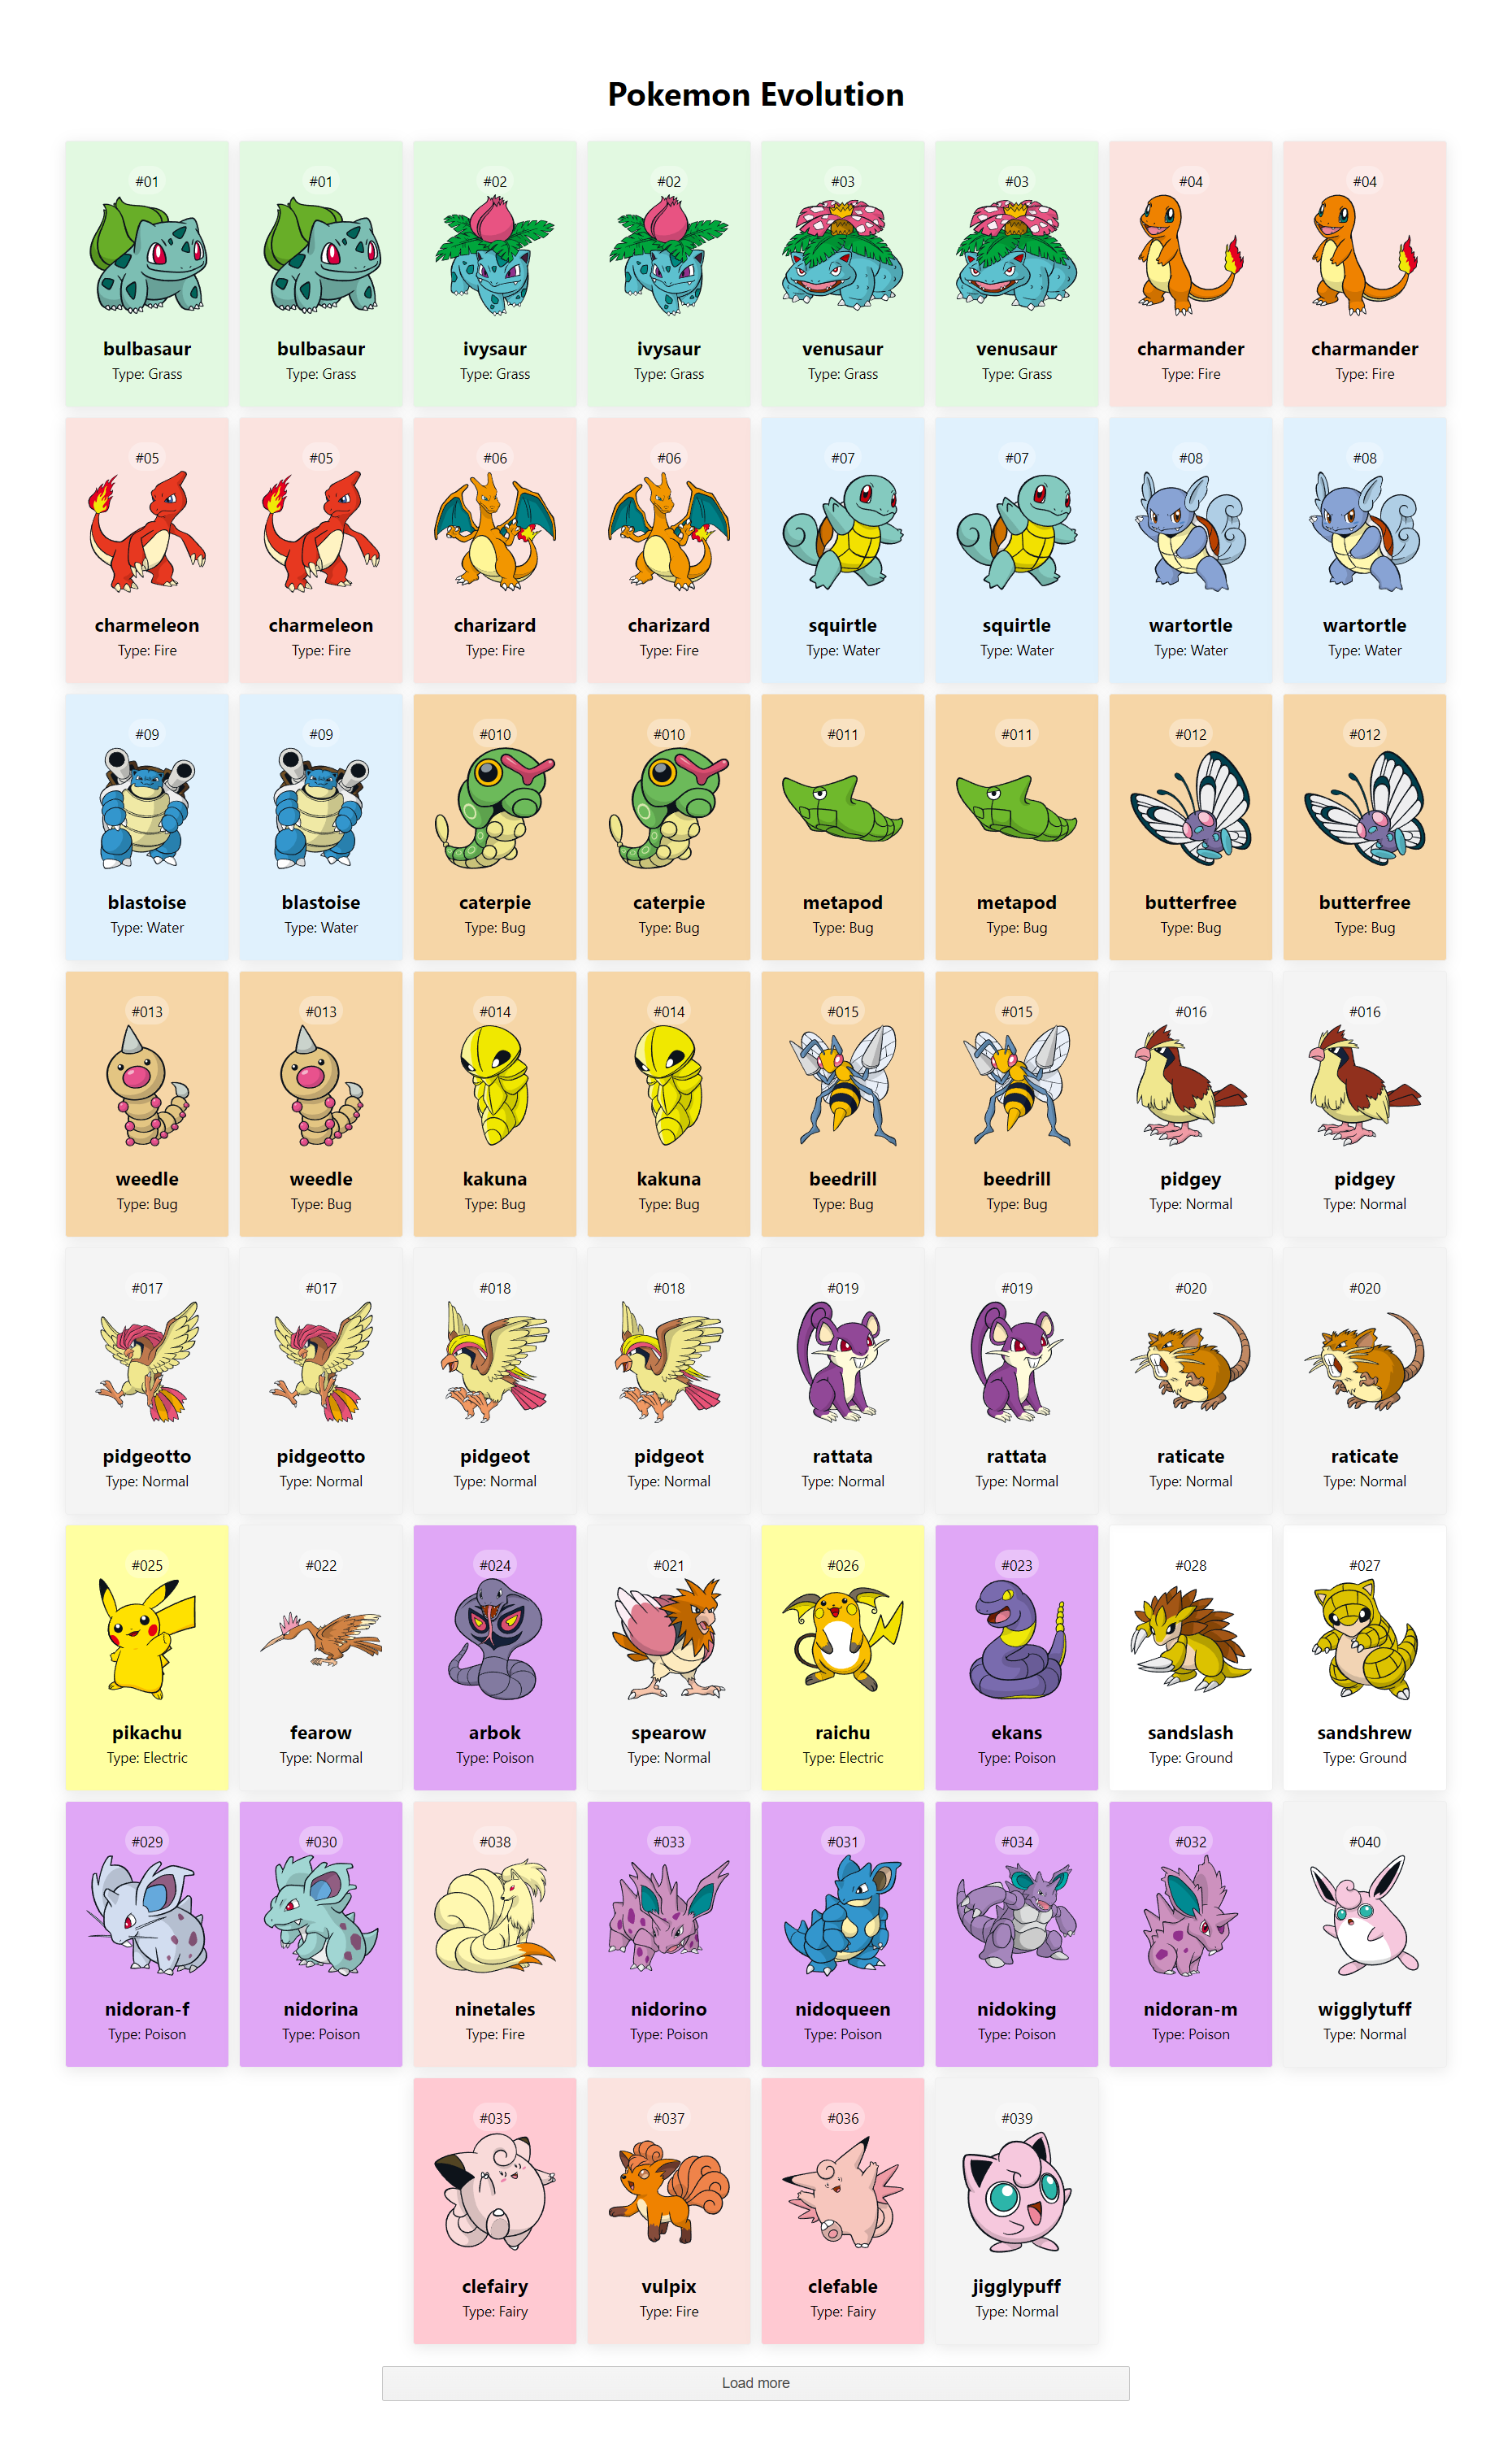 Pokemon Evolution
#01
bulbasaur
Type: Grass
#01
bulbasaur
Type: Grass
#02
ivysaur
Type: Grass
#02
ivysaur
Type: Grass
#03
venusaur
Type: Grass
#03
venusaur
Type: Grass
#04
charmander
Type: Fire
#04
charmander
Type: Fire
#05
charmeleon
Type: Fire
#05
charmeleon
Type: Fire
#06
charizard
Type: Fire
#06
charizard
Type: Fire
#07
squirtle
Type: Water
#07
squirtle
Type: Water
#08
wartortle
Type: Water
#08
wartortle
Type: Water
#09
blastoise
Type: Water
#09
blastoise
Type: Water
#010
caterpie
Type: Bug
#010
caterpie
Type: Bug
#011
metapod
Type: Bug
#011
metapod
Type: Bug
#012
butterfree
Type: Bug
#012
butterfree
Type: Bug
#013
weedle
Type: Bug
#013
weedle
Type: Bug
#014
kakuna
Type: Bug
#014
kakuna
Type: Bug
#015
beedrill
Type: Bug
#015
beedrill
Type: Bug
#016
pidgey
Type: Normal
#016
pidgey
Type: Normal
#017
pidgeotto
Type: Normal
#017
pidgeotto
Type: Normal
#018
pidgeot
Type: Normal
#018
pidgeot
Type: Normal
#019
rattata
Type: Normal
#019
rattata
Type: Normal
#020
raticate
Type: Normal
#020
raticate
Type: Normal
#025
pikachu
Type: Electric
#022
fearow
Type: Normal
#024
arbok
Type: Poison
#021
spearow
Type: Normal
#026
raichu
Type: Electric
#023
ekans
Type: Poison
#028
sandslash
Type: Ground
#027
sandshrew
Type: Ground
#029
nidoran-f
Type: Poison
#030
nidorina
Type: Poison
#038
ninetales
Type: Fire
#033
nidorino
Type: Poison
#031
nidoqueen
Type: Poison
#034
nidoking
Type: Poison
#032
nidoran-m
Type: Poison
#040
wigglytuff
Type: Normal
#035
clefairy
Type: Fairy
#037
vulpix
Type: Fire
#036
clefable
Type: Fairy
#039
jigglypuff
Type: Normal
Load more